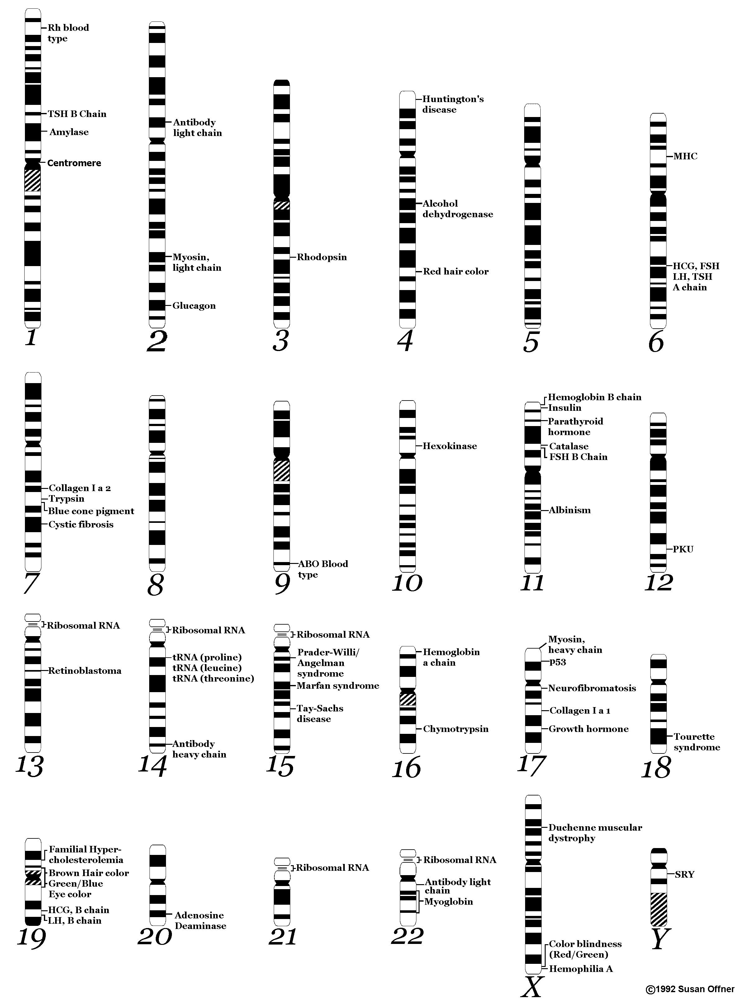 Rh blood
type
TSH B Chain
Amylase
Centromere
1
Antibody
light chain
Myosin,
light chain
Glucagon
2
Rhodopsin
3
Huntington's
disease
Alcohol
dehydrogenase
Red hair color
4
5
MHC
HCG, FSH
LH, TSH
A chain
6
Collagen I a 2
Trypsin
Blue cone pigment
Cystic fibrosis
7
8
ABO Blood
type
9
Hexokinase
10
Hemoglobin B chain
Insulin
Parathyroid
hormone
Catalase
FSH B Chain
Albinism
11
PKU
12
Ribosomal RNA
Retinoblastoma
13
Ribosomal RNA
tRNA (proline)
tRNA (leucine)
tRNA (threonine)
Antibody
heavy chain
14
Ribosomal RNA
Prader-Willi/
Angelman
syndrome
Marfan syndrome
Tay-Sachs
disease
15
Hemoglobin
a chain
Chymotrypsin
16
Myosin,
heavy chain
p53
Neurofibromatosis
Collagen I a 1
Growth hormone
17
Tourette
syndrome
18
Familial Hyper-
cholesterolemia
Brown Hair color
Green/Blue
Eye color
HCG, B chain
LH, B chain
19
Adenosine
Deaminase
20
Ribosomal RNA
21
Ribosomal RNA
Antibody light
chain
Myoglobin
22
Duchenne muscular
dystrophy
Color blindness
(Red/Green)
Hemophilia A
X
SRY
Y
©1992 Susan Offner